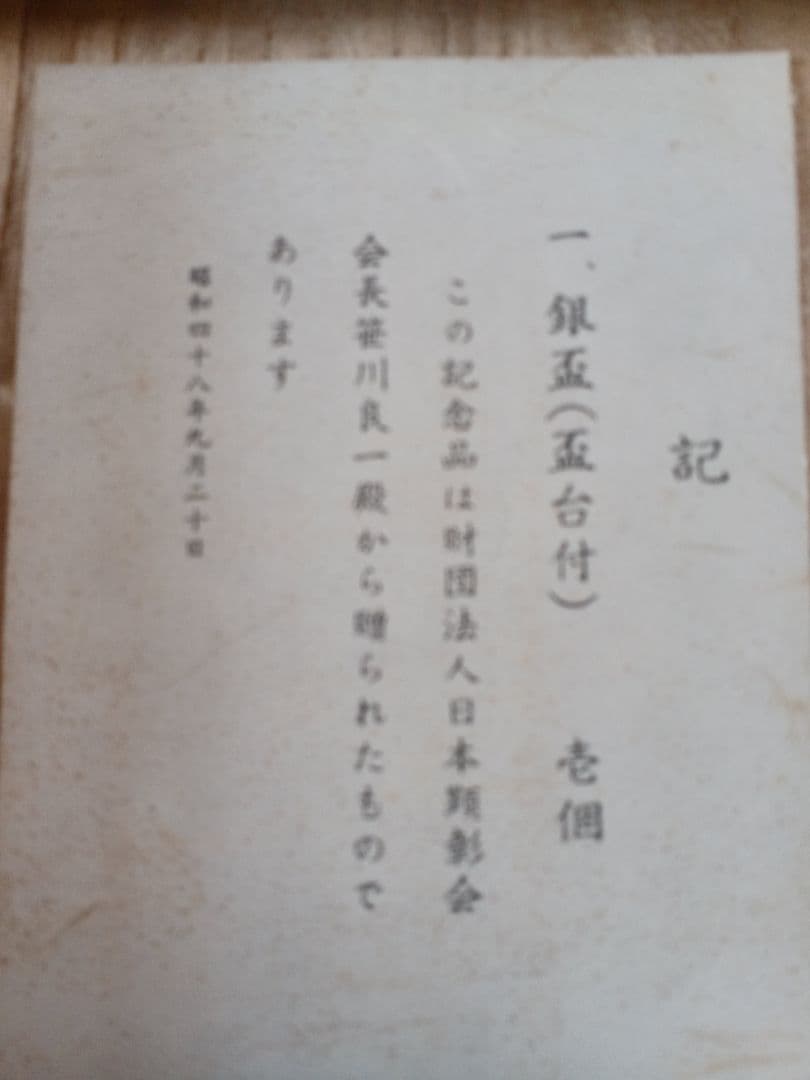 記
一、銀盃（盃台付）　壱個
この記念品は財団法人日本顕彰会
会長笹川良一殿から贈られたもので
あります
昭和四十八年九月二十日